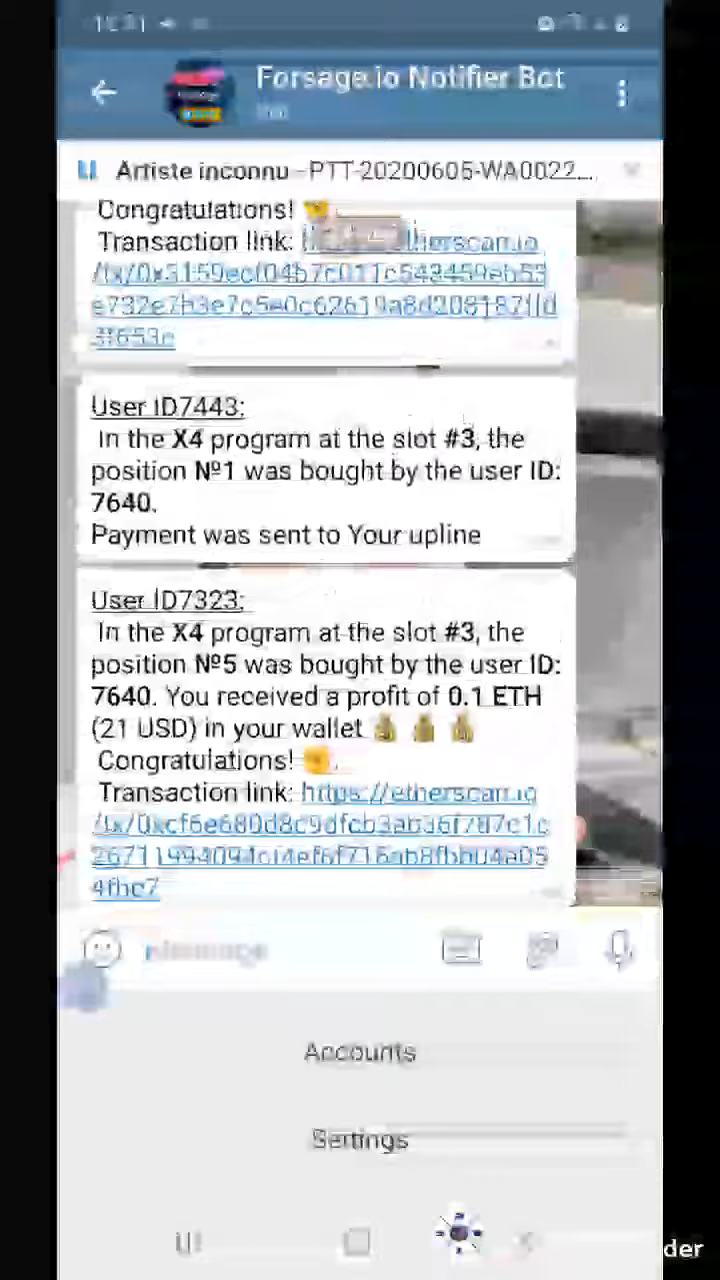 Forsage.io Notifier Bot
Artiste inconnu - PTT-20200605-WA0022...
Congratulations!
Transaction link:
User ID7443:
In the X4 program at the slot #3, the
position №1 was bought by the user ID:
7640.
Payment was sent to Your upline
User ID7323:
In the X4 program at the slot #3, the
position №5 was bought by the user ID:
7640. You received a profit of 0.1 ETH
(21 USD) in your wallet
Congratulations!
Transaction link: https://etherscan.io
Message
Accounts
Settings
der